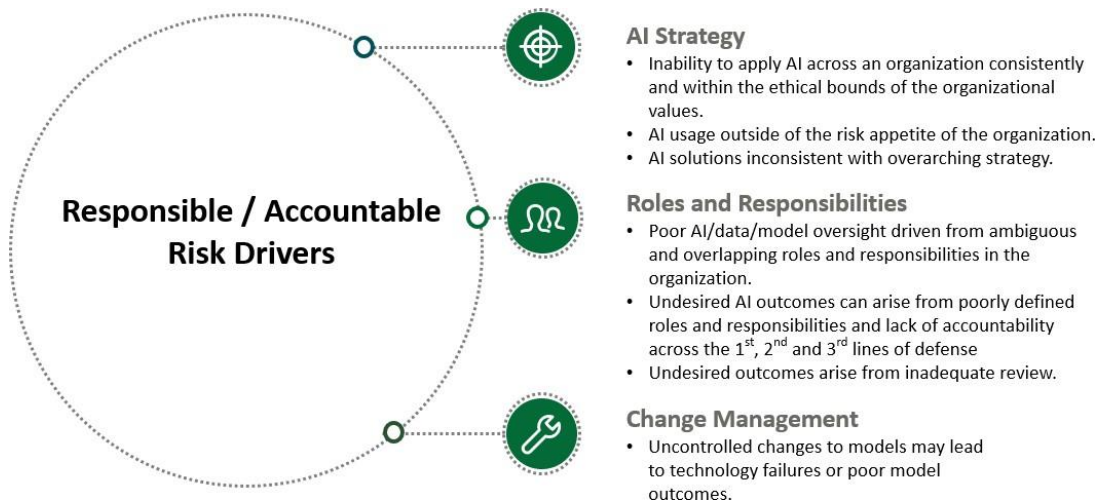 Responsible / Accountable
Risk Drivers
AI Strategy
• Inability to apply AI across an organization consistently
and within the ethical bounds of the organizational
values.
• AI usage outside of the risk appetite of the organization.
• AI solutions inconsistent with overarching strategy.
Roles and Responsibilities
• Poor AI/data/model oversight driven from ambiguous
and overlapping roles and responsibilities in the
organization.
• Undesired AI outcomes can arise from poorly defined
roles and responsibilities and lack of accountability
across the 1st, 2nd and 3rd lines of defense
• Undesired outcomes arise from inadequate review.
Change Management
• Uncontrolled changes to models may lead
to technology failures or poor model
outcomes.